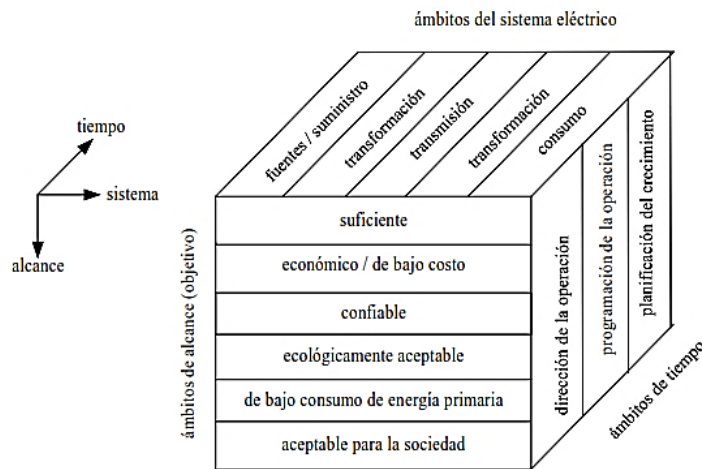 ámbitos del sistema eléctrico
fuentes / suministro
transformación
transmisión
transformación
consumo
tiempo
sistema
alcance
ámbitos de alcance (objetivo)
suficiente
económico / de bajo costo
confiable
ecológicamente aceptable
de bajo consumo de energía primaria
aceptable para la sociedad
dirección de la operación
programación de la operación
planificación del crecimiento
ámbitos de tiempo